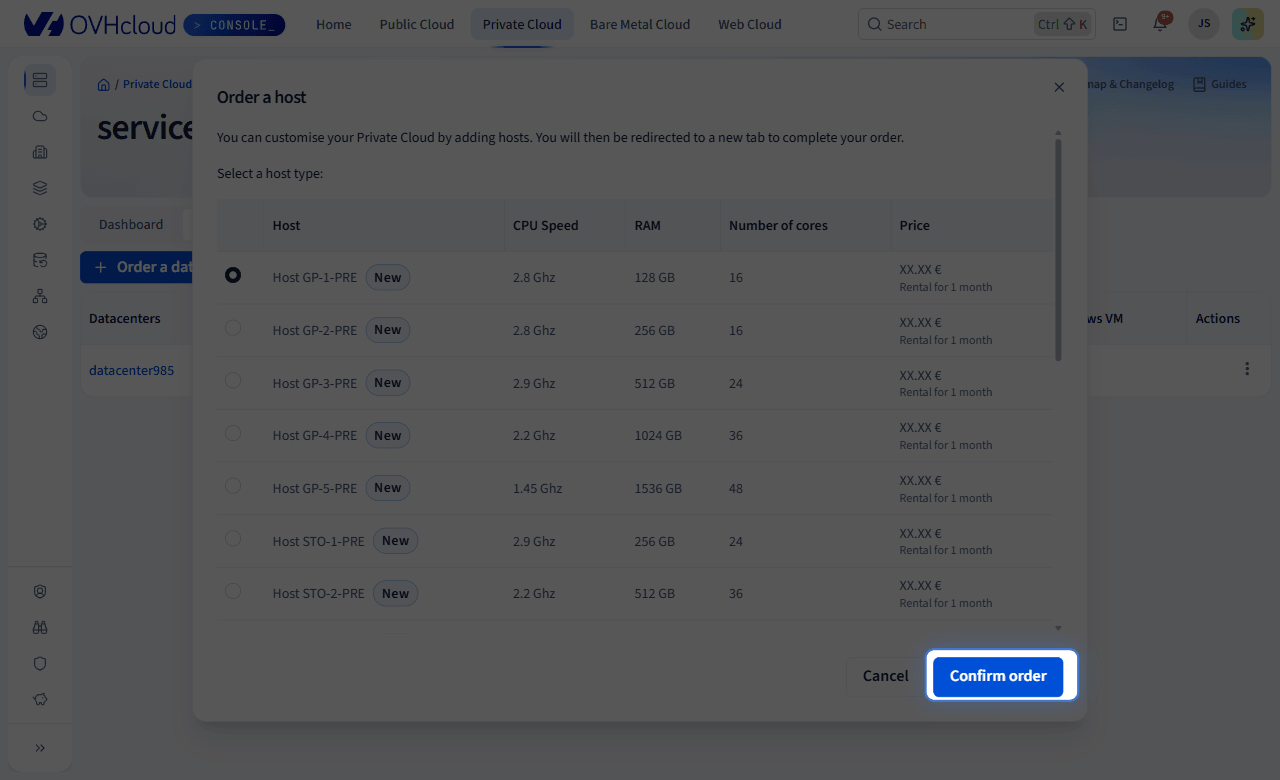 OVHcloud > CONSOLE_ Home Public Cloud Private Cloud Bare Metal Cloud Web Cloud Search Ctrl K 9+ JS
/ Private Cloud
map & Changelog Guides
service
Dashboard
+ Order a dat
Datacenters
ws VM Actions
datacenter985
Order a host
You can customise your Private Cloud by adding hosts. You will then be redirected to a new tab to complete your order.
Select a host type:
Host CPU Speed RAM Number of cores Price
Host GP-1-PRE New 2.8 Ghz 128 GB 16 XX.XX €
Rental for 1 month
Host GP-2-PRE New 2.8 Ghz 256 GB 16 XX.XX €
Rental for 1 month
Host GP-3-PRE New 2.9 Ghz 512 GB 24 XX.XX €
Rental for 1 month
Host GP-4-PRE New 2.2 Ghz 1024 GB 36 XX.XX €
Rental for 1 month
Host GP-5-PRE New 1.45 Ghz 1536 GB 48 XX.XX €
Rental for 1 month
Host STO-1-PRE New 2.9 Ghz 256 GB 24 XX.XX €
Rental for 1 month
Host STO-2-PRE New 2.2 Ghz 512 GB 36 XX.XX €
Rental for 1 month
Cancel Confirm order